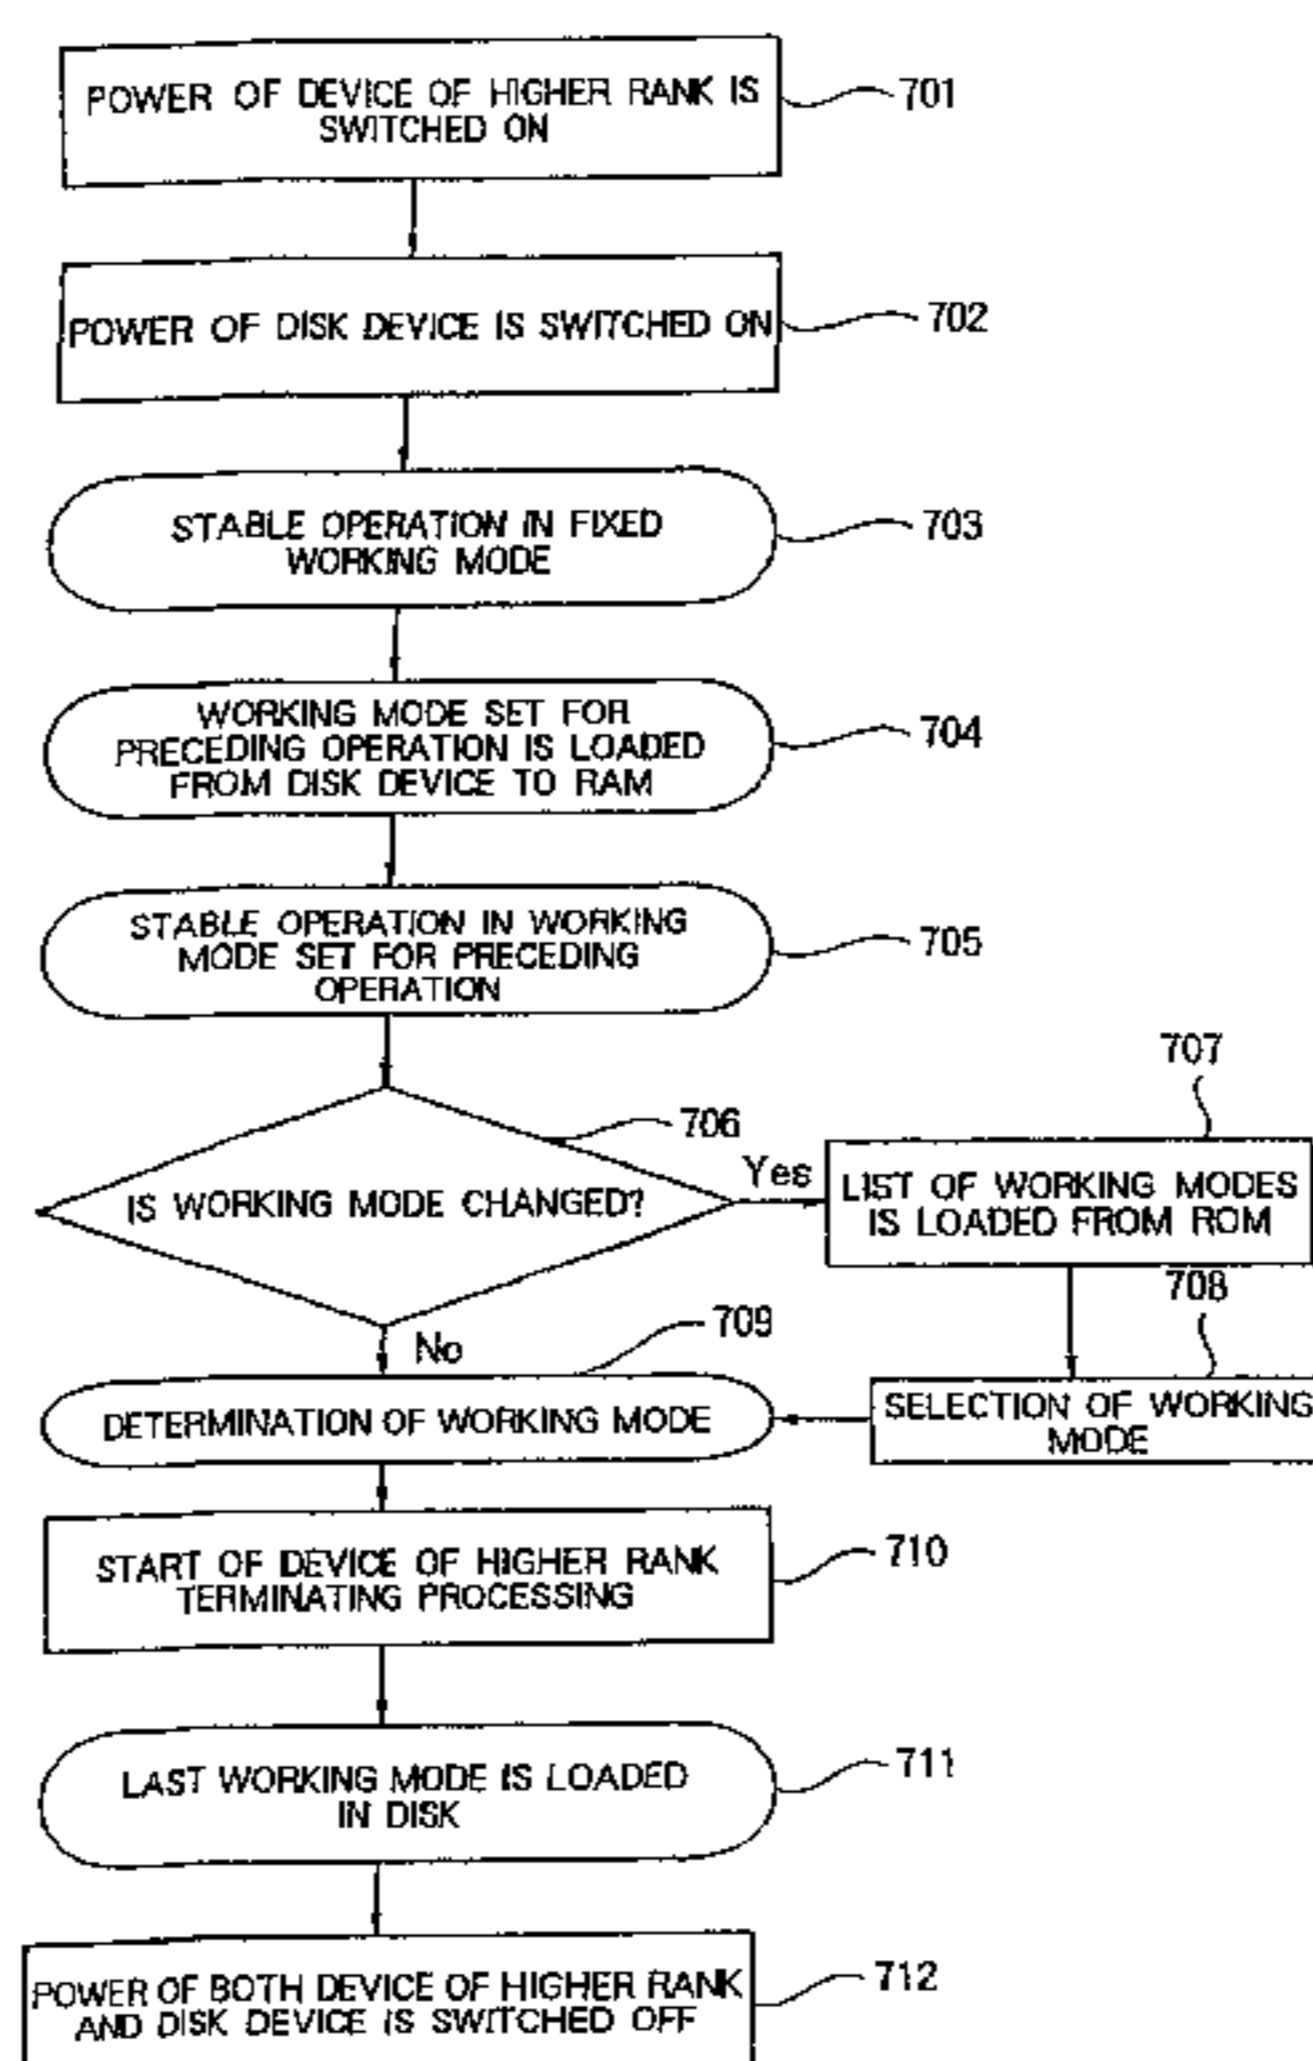 POWER OF DEVICE OF HIGHER RANK IS
SWITCHED ON
701
POWER OF DISK DEVICE IS SWITCHED ON
702
STABLE OPERATION IN FIXED
WORKING MODE
703
WORKING MODE SET FOR
PRECEDING OPERATION IS LOADED
FROM DISK DEVICE TO RAM
704
STABLE OPERATION IN WORKING
MODE SET FOR PRECEDING
OPERATION
705
IS WORKING MODE CHANGED?
706
Yes
No
707
LIST OF WORKING MODES
IS LOADED FROM ROM
708
SELECTION OF WORKING
MODE
709
DETERMINATION OF WORKING MODE
START OF DEVICE OF HIGHER RANK
TERMINATING PROCESSING
710
LAST WORKING MODE IS LOADED
IN DISK
711
POWER OF BOTH DEVICE OF HIGHER RANK
AND DISK DEVICE IS SWITCHED OFF
712